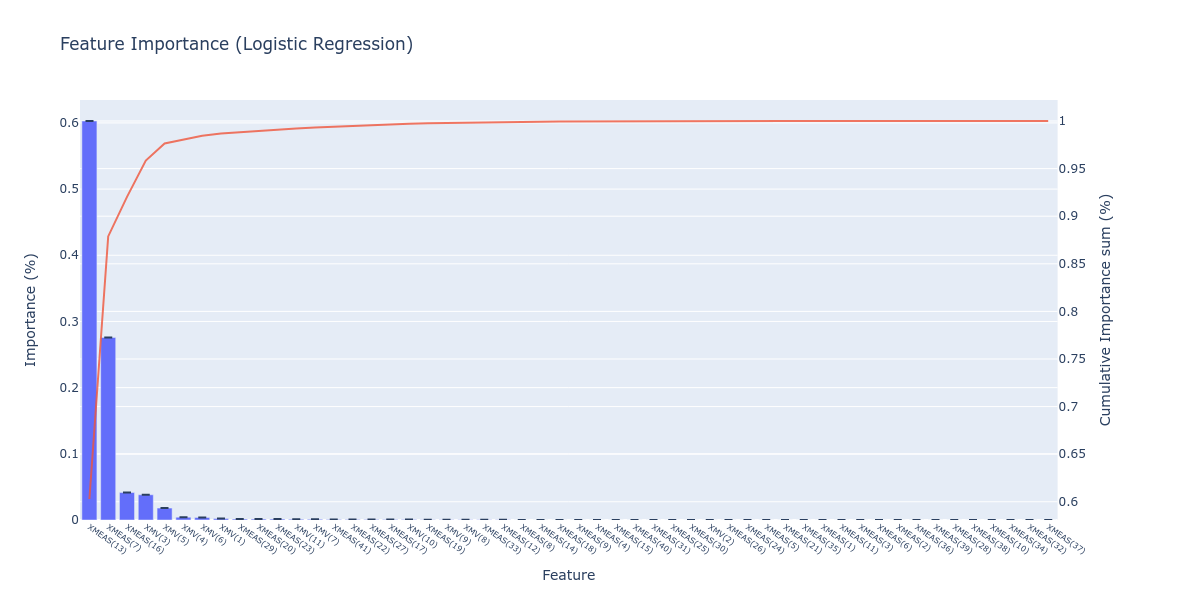 Feature Importance (Logistic Regression)
0.6
0.5
0.4
0.3
0.2
0.1
0
Importance (%)
1
0.95
0.9
0.85
0.8
0.75
0.7
0.65
0.6
Cumulative Importance sum (%)
XMEAS(13)
XMEAS(7)
XMEAS(16)
XMV(3)
XMV(5)
XMV(4)
XMV(6)
XMV(1)
XMEAS(29)
XMEAS(20)
XMEAS(23)
XMV(11)
XMV(7)
XMEAS(41)
XMEAS(22)
XMEAS(27)
XMEAS(17)
XMV(10)
XMEAS(19)
XMV(9)
XMV(8)
XMEAS(33)
XMEAS(12)
XMEAS(8)
XMEAS(14)
XMEAS(18)
XMEAS(9)
XMEAS(4)
XMEAS(15)
XMEAS(40)
XMEAS(31)
XMEAS(25)
XMEAS(30)
XMV(2)
XMEAS(26)
XMEAS(24)
XMEAS(5)
XMEAS(21)
XMEAS(35)
XMEAS(1)
XMEAS(11)
XMEAS(3)
XMEAS(6)
XMEAS(2)
XMEAS(36)
XMEAS(39)
XMEAS(28)
XMEAS(38)
XMEAS(10)
XMEAS(34)
XMEAS(32)
XMEAS(37)
Feature